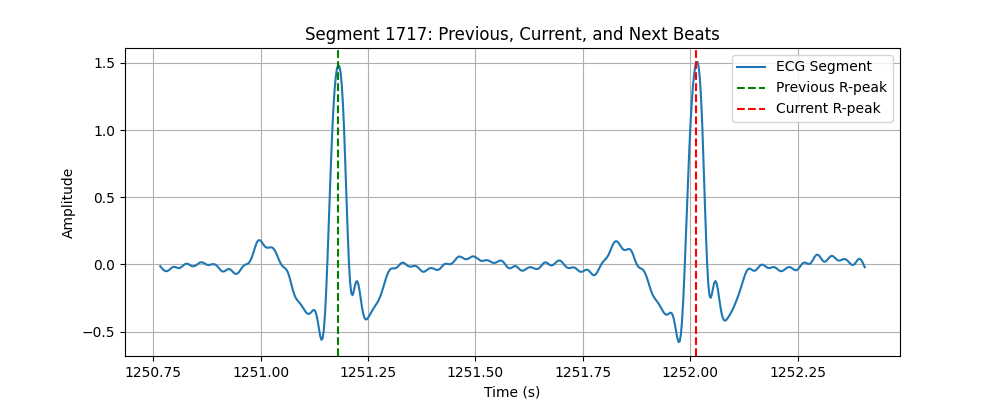 Segment 1717: Previous, Current, and Next Beats
ECG Segment
Previous R-peak
Current R-peak
Amplitude
1.5
1.0
0.5
0.0
−0.5
1250.75 1251.00 1251.25 1251.50 1251.75 1252.00 1252.25
Time (s)